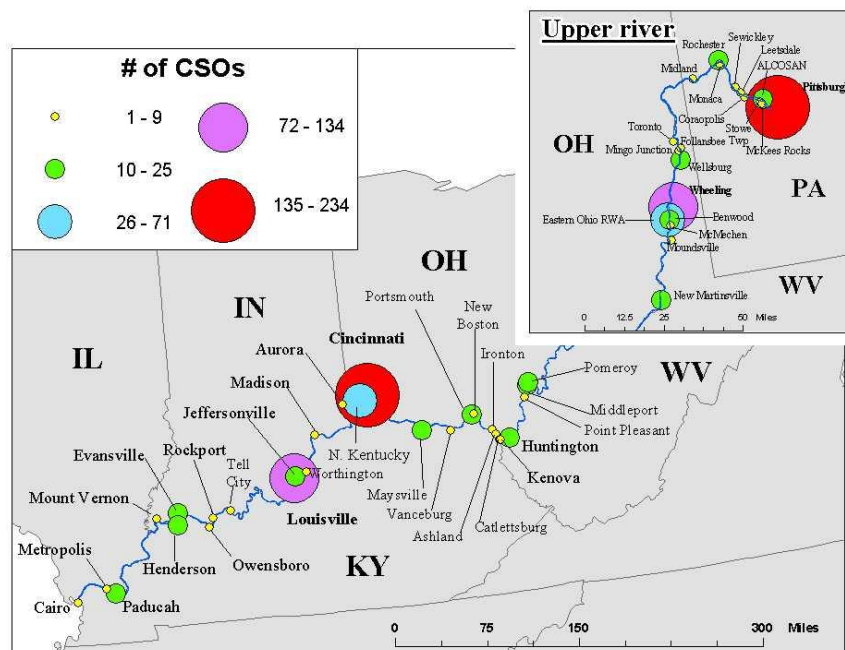 # of CSOs
1 - 9
10 - 25
26 - 71
72 - 134
135 - 234
Upper river
Rochester
Sewickley
Leetsdale
ALCOSAN
Midland
Pittsburgh
Monaca
Coraopolis
Stowe
Twp
McKees Rocks
Toronto
Follansbee
Mingo Junction
Wellsburg
OH
PA
Wheeling
Eastern Ohio RWA
Benwood
McMechen
Moundsville
WV
New Martinsville
0 12.5 25 50
Miles
OH
Portsmouth
New
Boston
IN
Cincinnati
Ironton
Aurora
Pomeroy
WV
IL
Madison
Middleport
Jeffersonville
Point Pleasant
Evansville
Rockport
N. Kentucky
Huntington
Tell
City
Worthington
Kenova
Mount Vernon
Maysville
Vanceburg
Louisville
Catlettsburg
Ashland
Metropolis
Henderson
Owensboro
KY
Cairo
Paducah
Miles
0 75 150 300